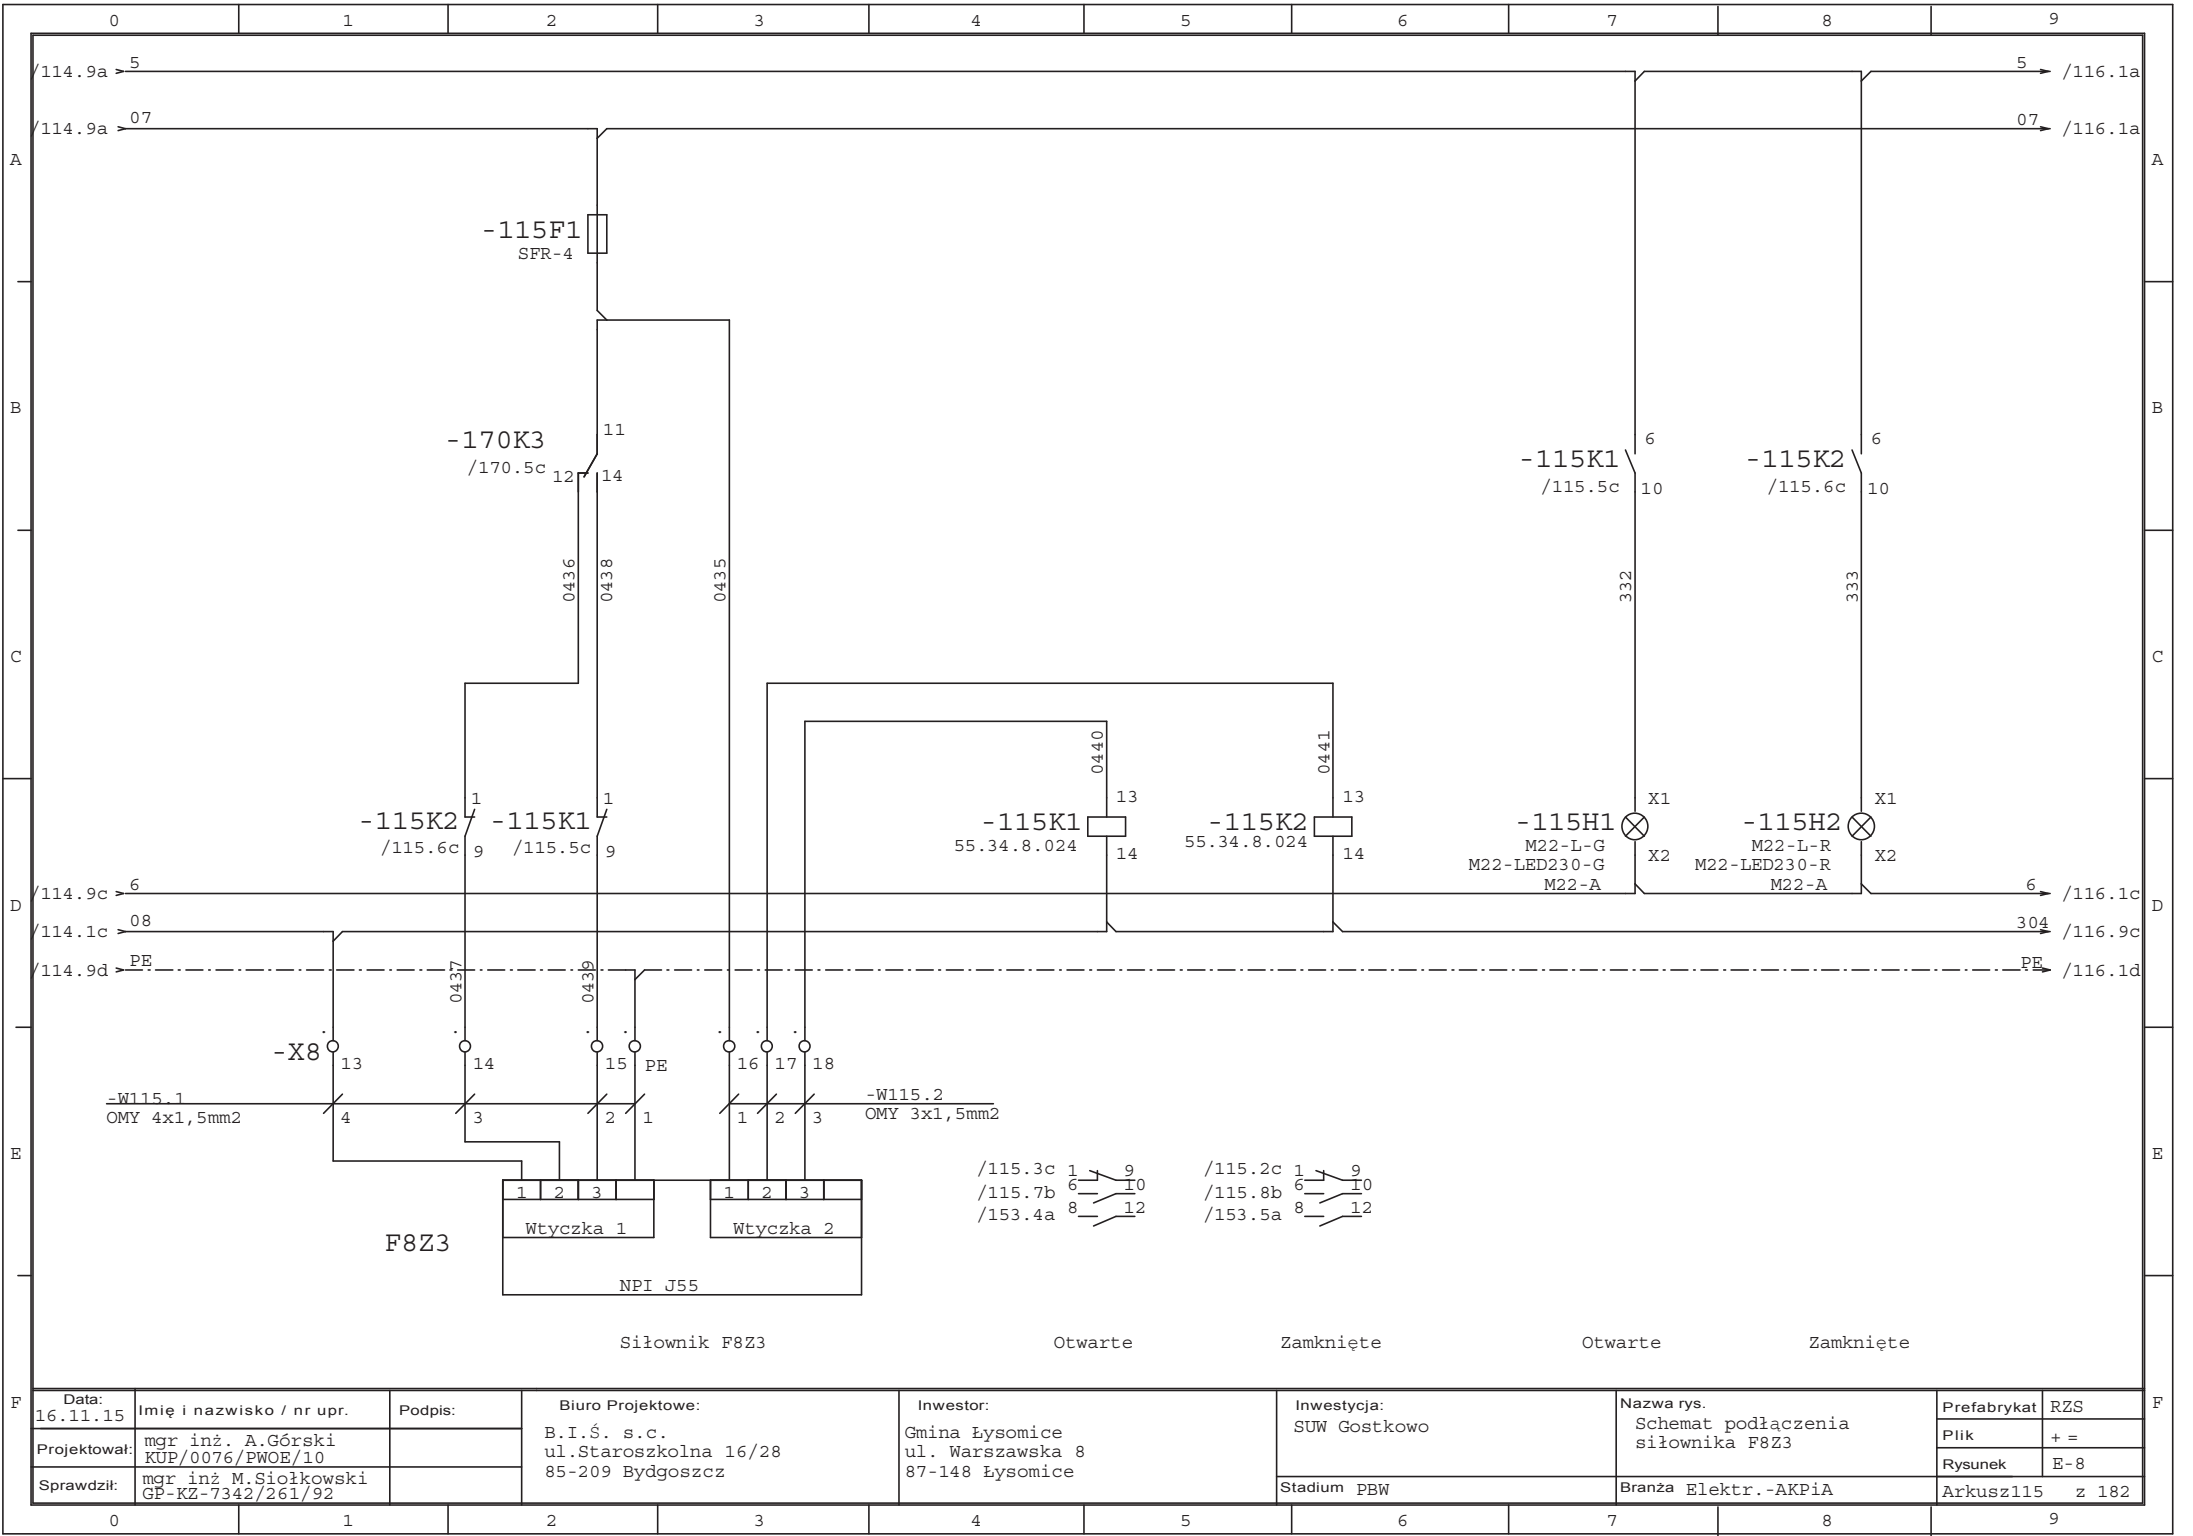 0 1 2 3 4 5 6 7 8 9
/114.9a 5 5 /116.1a
/114.9a 07 07 /116.1a
A A
-115F1
SFR-4
B B
-170K3 11
/170.5c 12 14
-115K1 6
/115.5c 10
-115K2 6
/115.6c 10
0436 0438 0435 332 333
C C
0440 0441
-115K2 1
/115.6c 9
-115K1 1
/115.5c 9
-115K1 13
55.34.8.024 14
-115K2 13
55.34.8.024 14
-115H1 X1
M22-L-G X2
M22-LED230-G
M22-A
-115H2 X1
M22-L-R X2
M22-LED230-R
M22-A
/114.9c 6 6 /116.1c
D D
/114.1c 08 304 /116.9c
/114.9d PE PE /116.1d
0437 0439
-X8 13 14 15 PE 16 17 18
-W115.1
OMY 4x1,5mm2
4 3 2 1 1 2 3
-W115.2
OMY 3x1,5mm2
E E
/115.3c 1 9
/115.7b 6 10
/153.4a 8 12
/115.2c 1 9
/115.8b 6 10
/153.5a 8 12
1 2 3 1 2 3
Wtyczka 1 Wtyczka 2
F8Z3
NPI J55
Siłownik F8Z3 Otwarte Zamknięte Otwarte Zamknięte
F F
Data:
16.11.15
Imię i nazwisko / nr upr.
Podpis:
Projektował:
mgr inż. A.Górski
KUP/0076/PWOE/10
Sprawdził:
mgr inż M.Siołkowski
GP-KZ-7342/261/92
Biuro Projektowe:
B.I.Ś. s.c.
ul.Staroszkolna 16/28
85-209 Bydgoszcz
Inwestor:
Gmina Łysomice
ul. Warszawska 8
87-148 Łysomice
Inwestycja:
SUW Gostkowo
Stadium PBW
Nazwa rys.
Schemat podłączenia
siłownika F8Z3
Branża Elektr.-AKPiA
Prefabrykat RZS
Plik + =
Rysunek E-8
Arkusz115 z 182
0 1 2 3 4 5 6 7 8 9